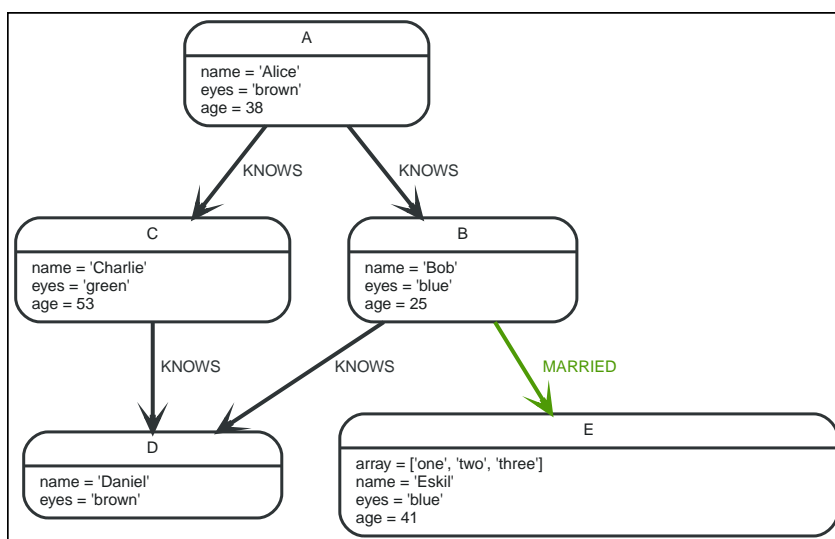 A
name = 'Alice'
eyes = 'brown'
age = 38
KNOWS
KNOWS
C
name = 'Charlie'
eyes = 'green'
age = 53
B
name = 'Bob'
eyes = 'blue'
age = 25
KNOWS
KNOWS
MARRIED
D
name = 'Daniel'
eyes = 'brown'
E
array = ['one', 'two', 'three']
name = 'Eskil'
eyes = 'blue'
age = 41